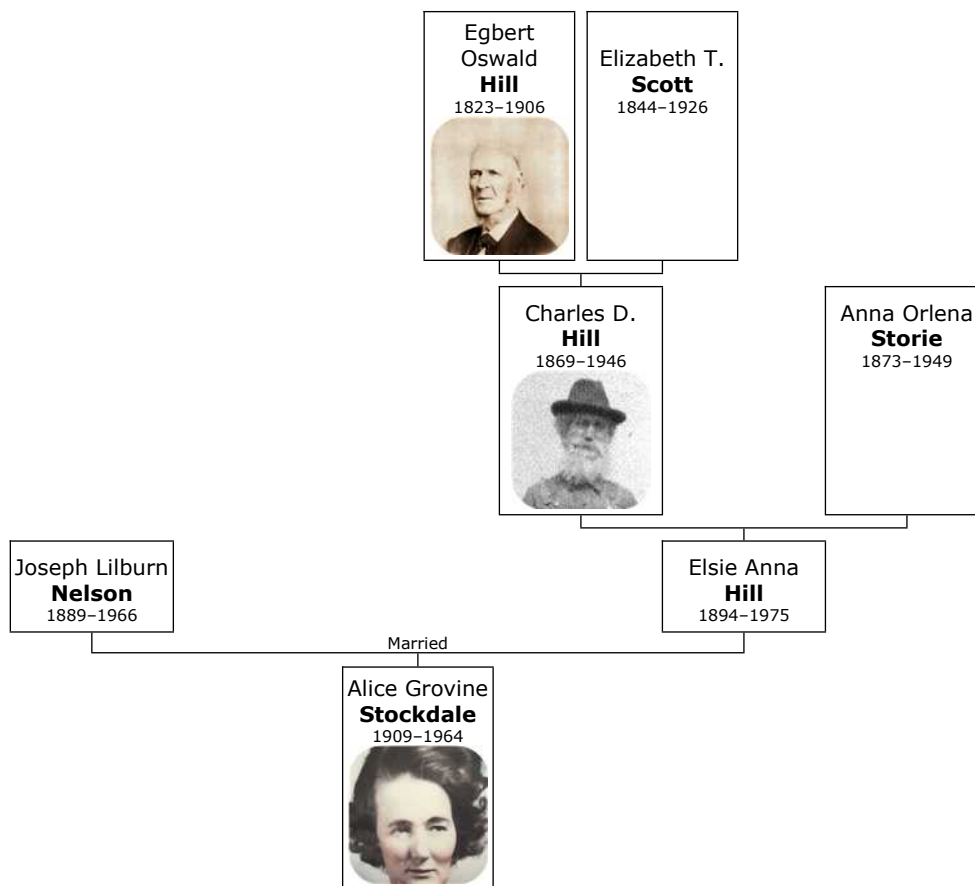 Egbert
Oswald
Hill
1823–1906
Elizabeth T.
Scott
1844–1926
Charles D.
Hill
1869–1946
Anna Orlena
Storie
1873–1949
Joseph Lilburn
Nelson
1889–1966
Elsie Anna
Hill
1894–1975
Married
Alice Grovine
Stockdale
1909–1964